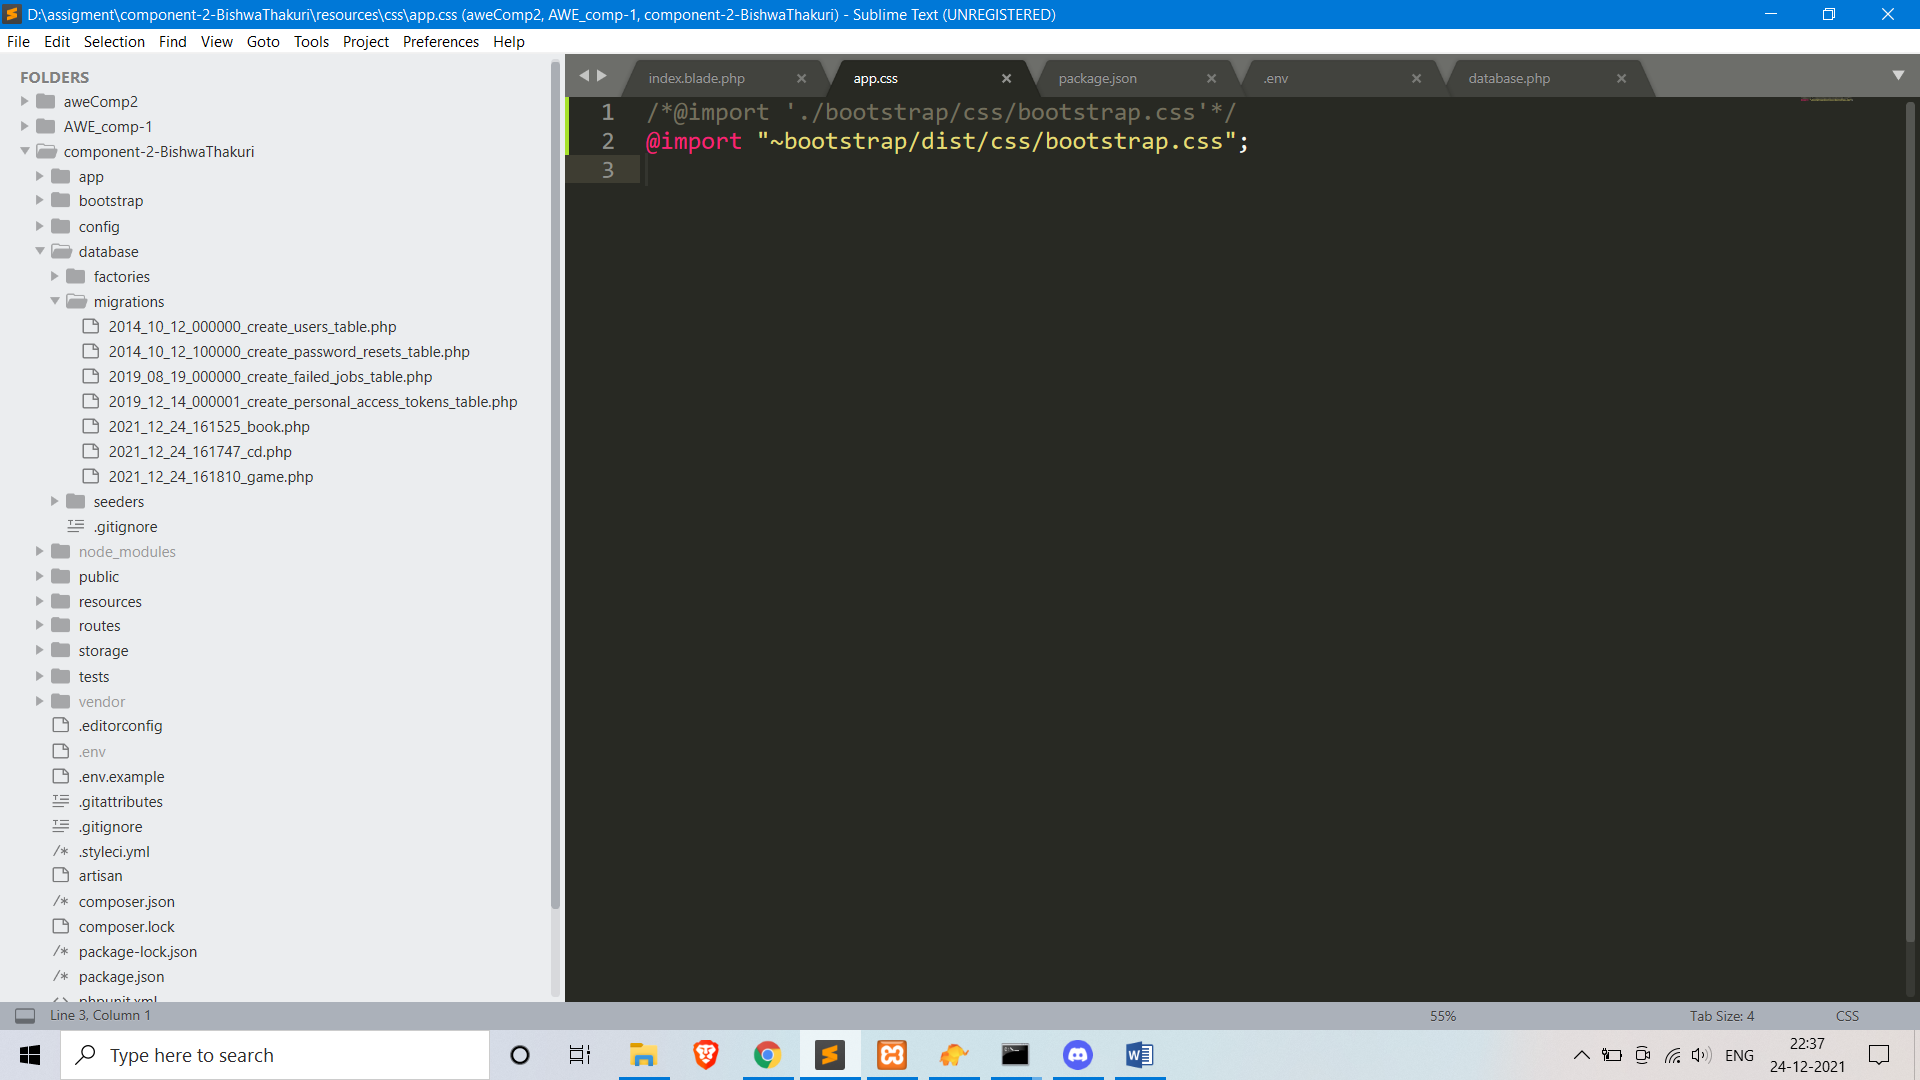 D:\assigment\component-2-BishwaThakuri\resources\css\app.css (aweComp2, AWE_comp-1, component-2-BishwaThakuri) - Sublime Text (UNREGISTERED)
File Edit Selection Find View Goto Tools Project Preferences Help
FOLDERS
aweComp2
AWE_comp-1
component-2-BishwaThakuri
app
bootstrap
config
database
factories
migrations
2014_10_12_000000_create_users_table.php
2014_10_12_100000_create_password_resets_table.php
2019_08_19_000000_create_failed_jobs_table.php
2019_12_14_000001_create_personal_access_tokens_table.php
2021_12_24_161525_book.php
2021_12_24_161747_cd.php
2021_12_24_161810_game.php
seeders
.gitignore
node_modules
public
resources
routes
storage
tests
vendor
.editorconfig
.env
.env.example
.gitattributes
.gitignore
.styleci.yml
artisan
composer.json
composer.lock
package-lock.json
package.json
phpunit.xml
index.blade.php app.css package.json .env database.php
1 /*@import './bootstrap/css/bootstrap.css'*/
2 @import "~bootstrap/dist/css/bootstrap.css";
3
Line 3, Column 1 55% Tab Size: 4 CSS
Type here to search
ENG
22:37
24-12-2021